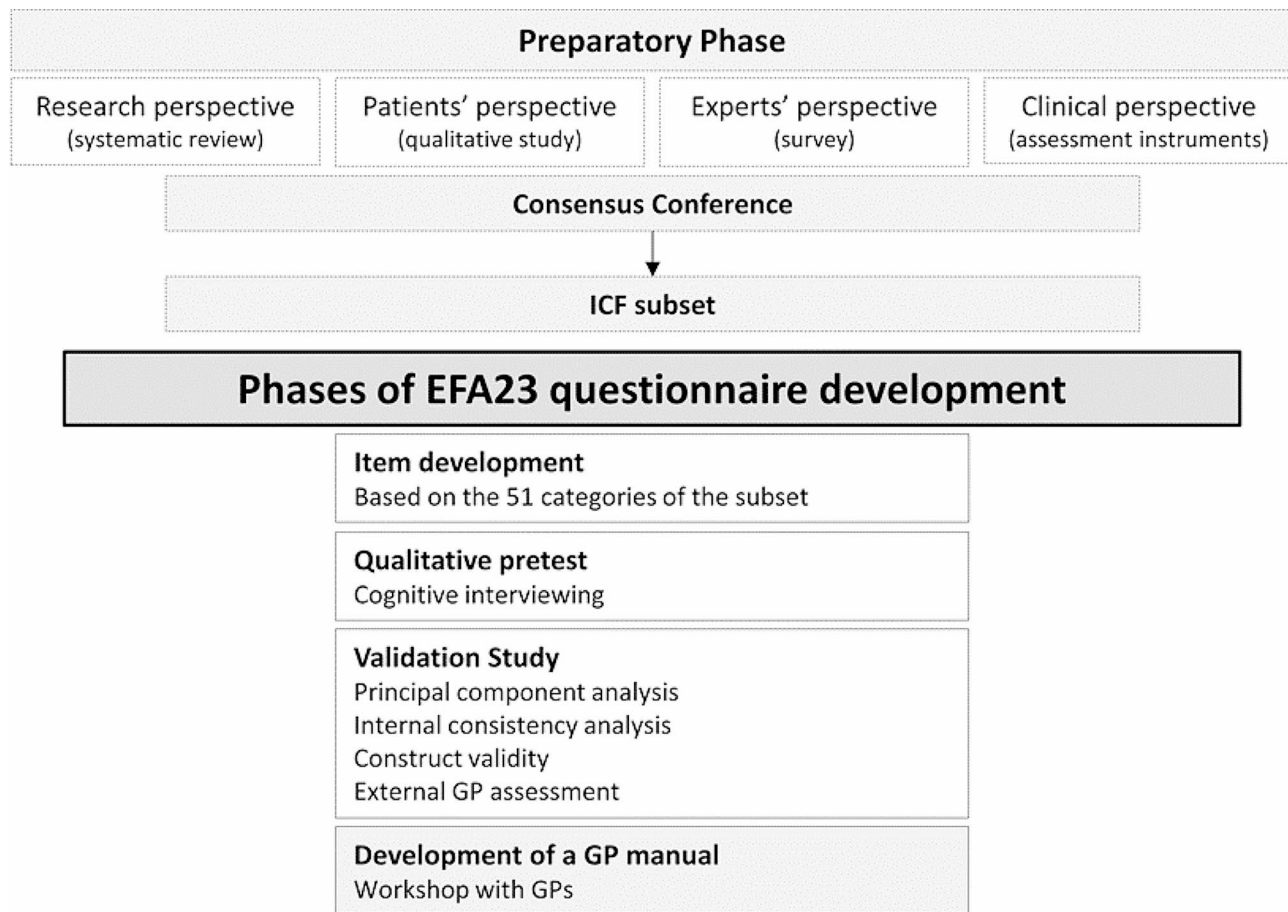 Preparatory Phase
Research perspective
(systematic review)
Patients’ perspective
(qualitative study)
Experts’ perspective
(survey)
Clinical perspective
(assessment instruments)
Consensus Conference
ICF subset
Phases of EFA23 questionnaire development
Item development
Based on the 51 categories of the subset
Qualitative pretest
Cognitive interviewing
Validation Study
Principal component analysis
Internal consistency analysis
Construct validity
External GP assessment
Development of a GP manual
Workshop with GPs